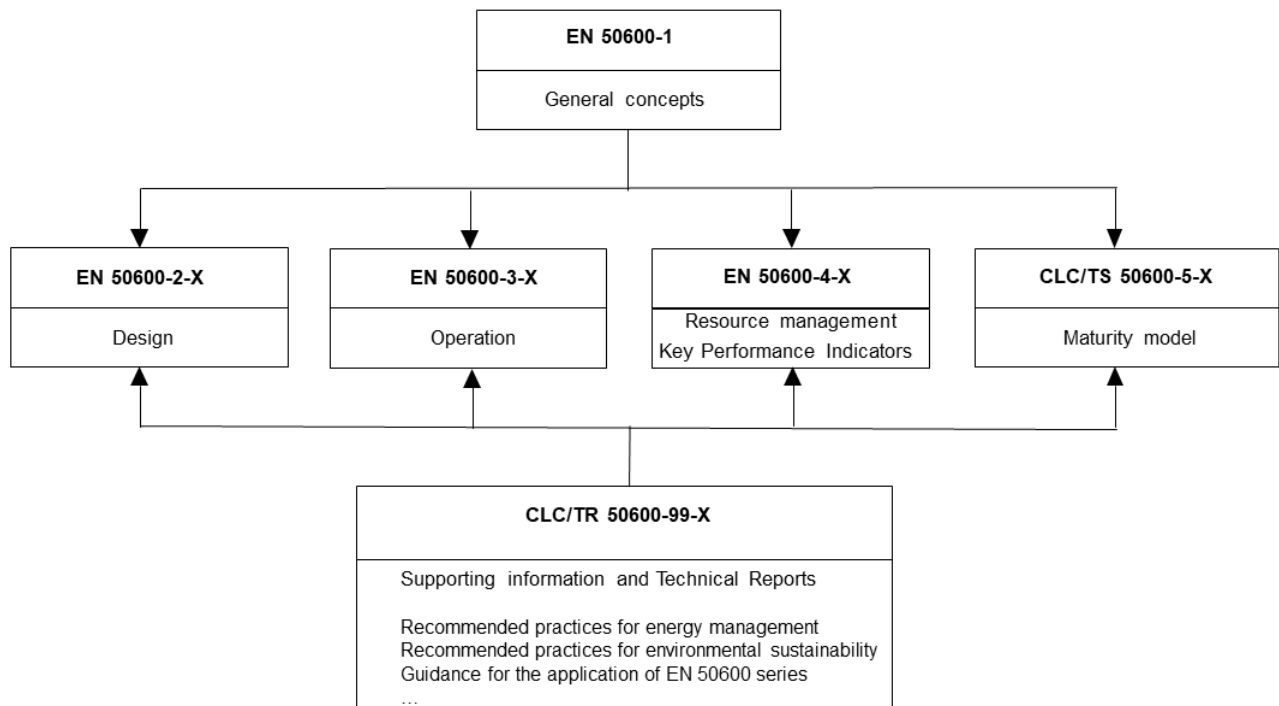 EN 50600-1
General concepts
EN 50600-2-X
Design
EN 50600-3-X
Operation
EN 50600-4-X
Resource management
Key Performance Indicators
CLC/TS 50600-5-X
Maturity model
CLC/TR 50600-99-X
Supporting information and Technical Reports
Recommended practices for energy management
Recommended practices for environmental sustainability
Guidance for the application of EN 50600 series
...